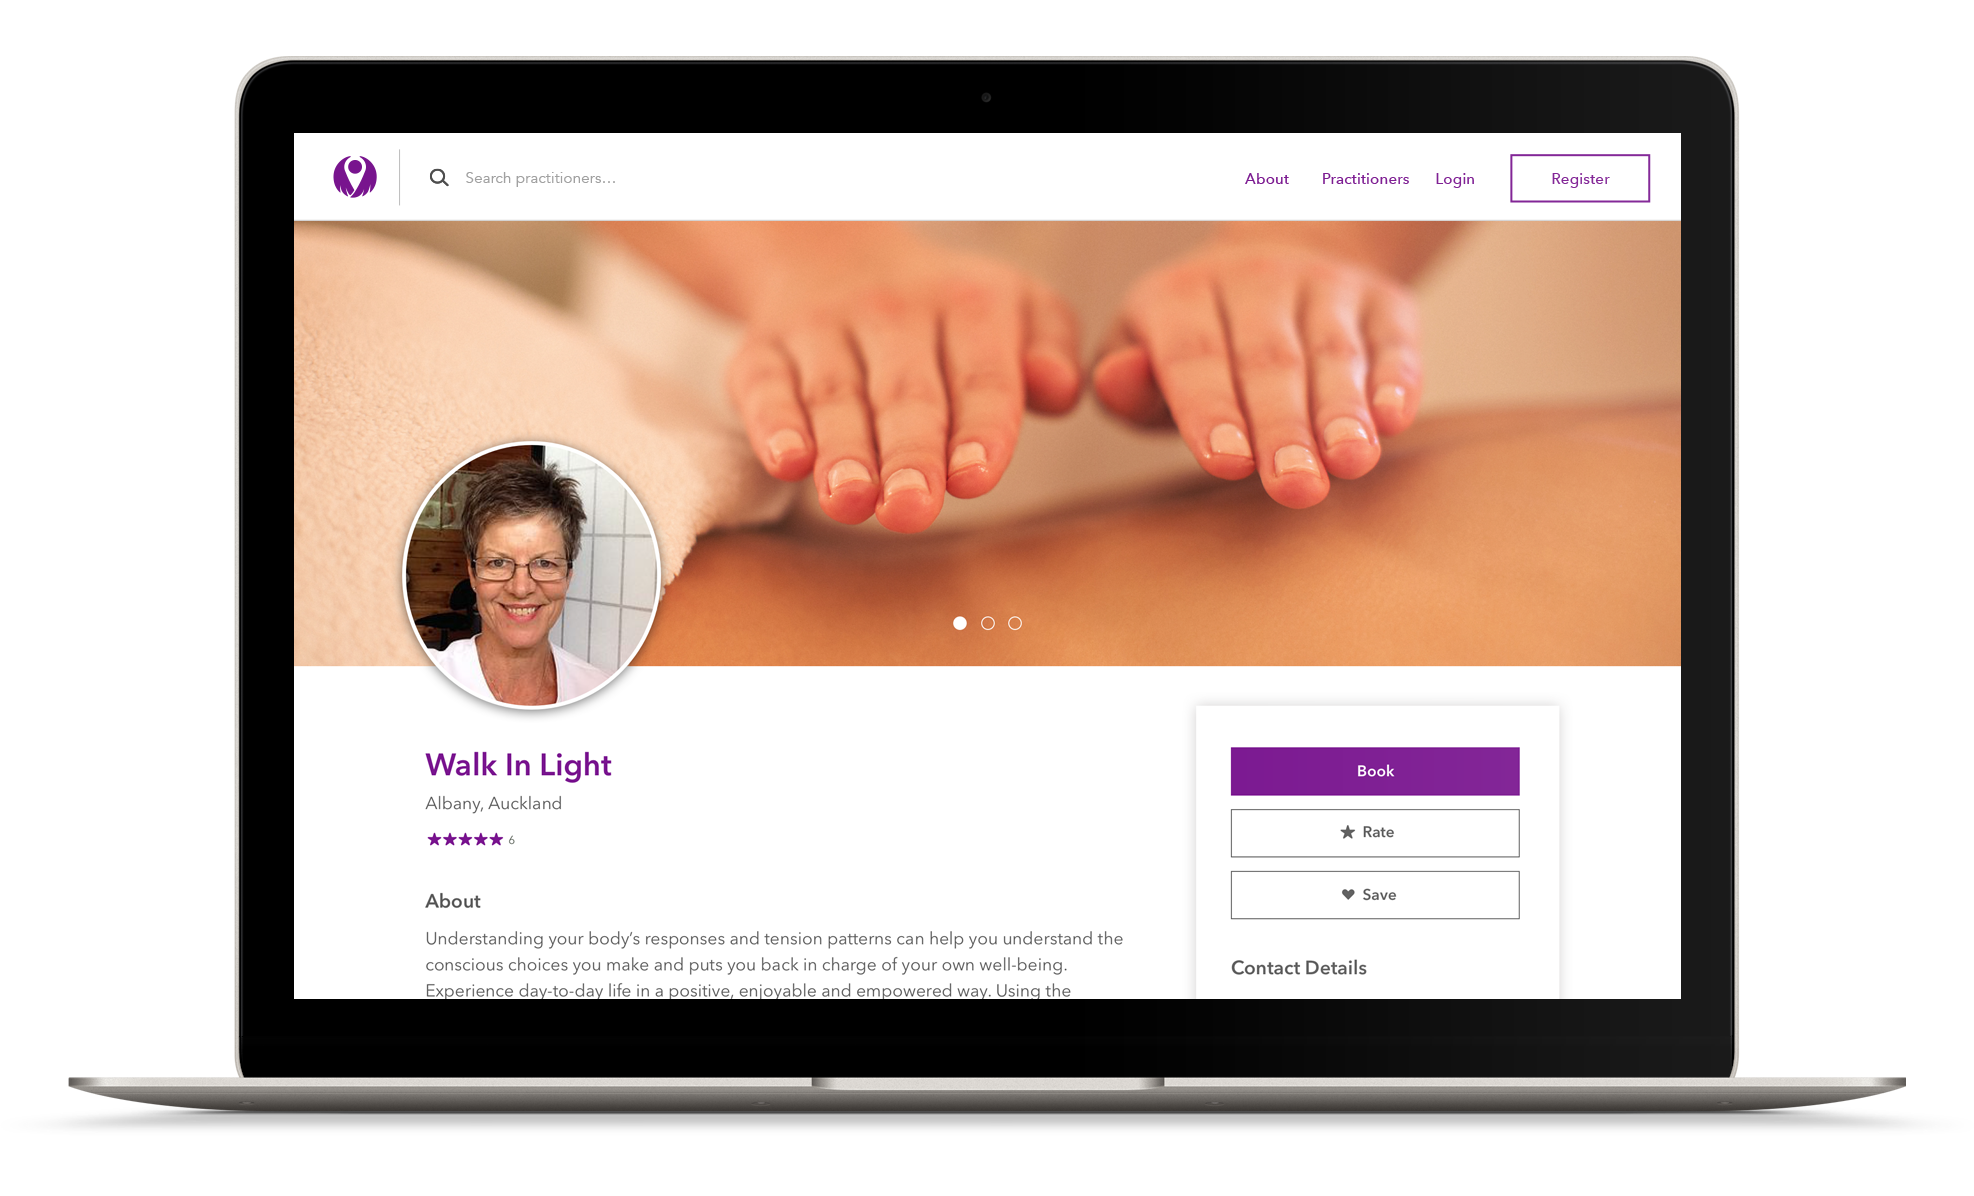 Search practitioners...
About
Practitioners
Login
Register
Walk In Light
Albany, Auckland
6
About
Understanding your body’s responses and tension patterns can help you understand the
conscious choices you make and puts you back in charge of your own well-being.
Experience day-to-day life in a positive, enjoyable and empowered way. Using the
Book
Rate
Save
Contact Details